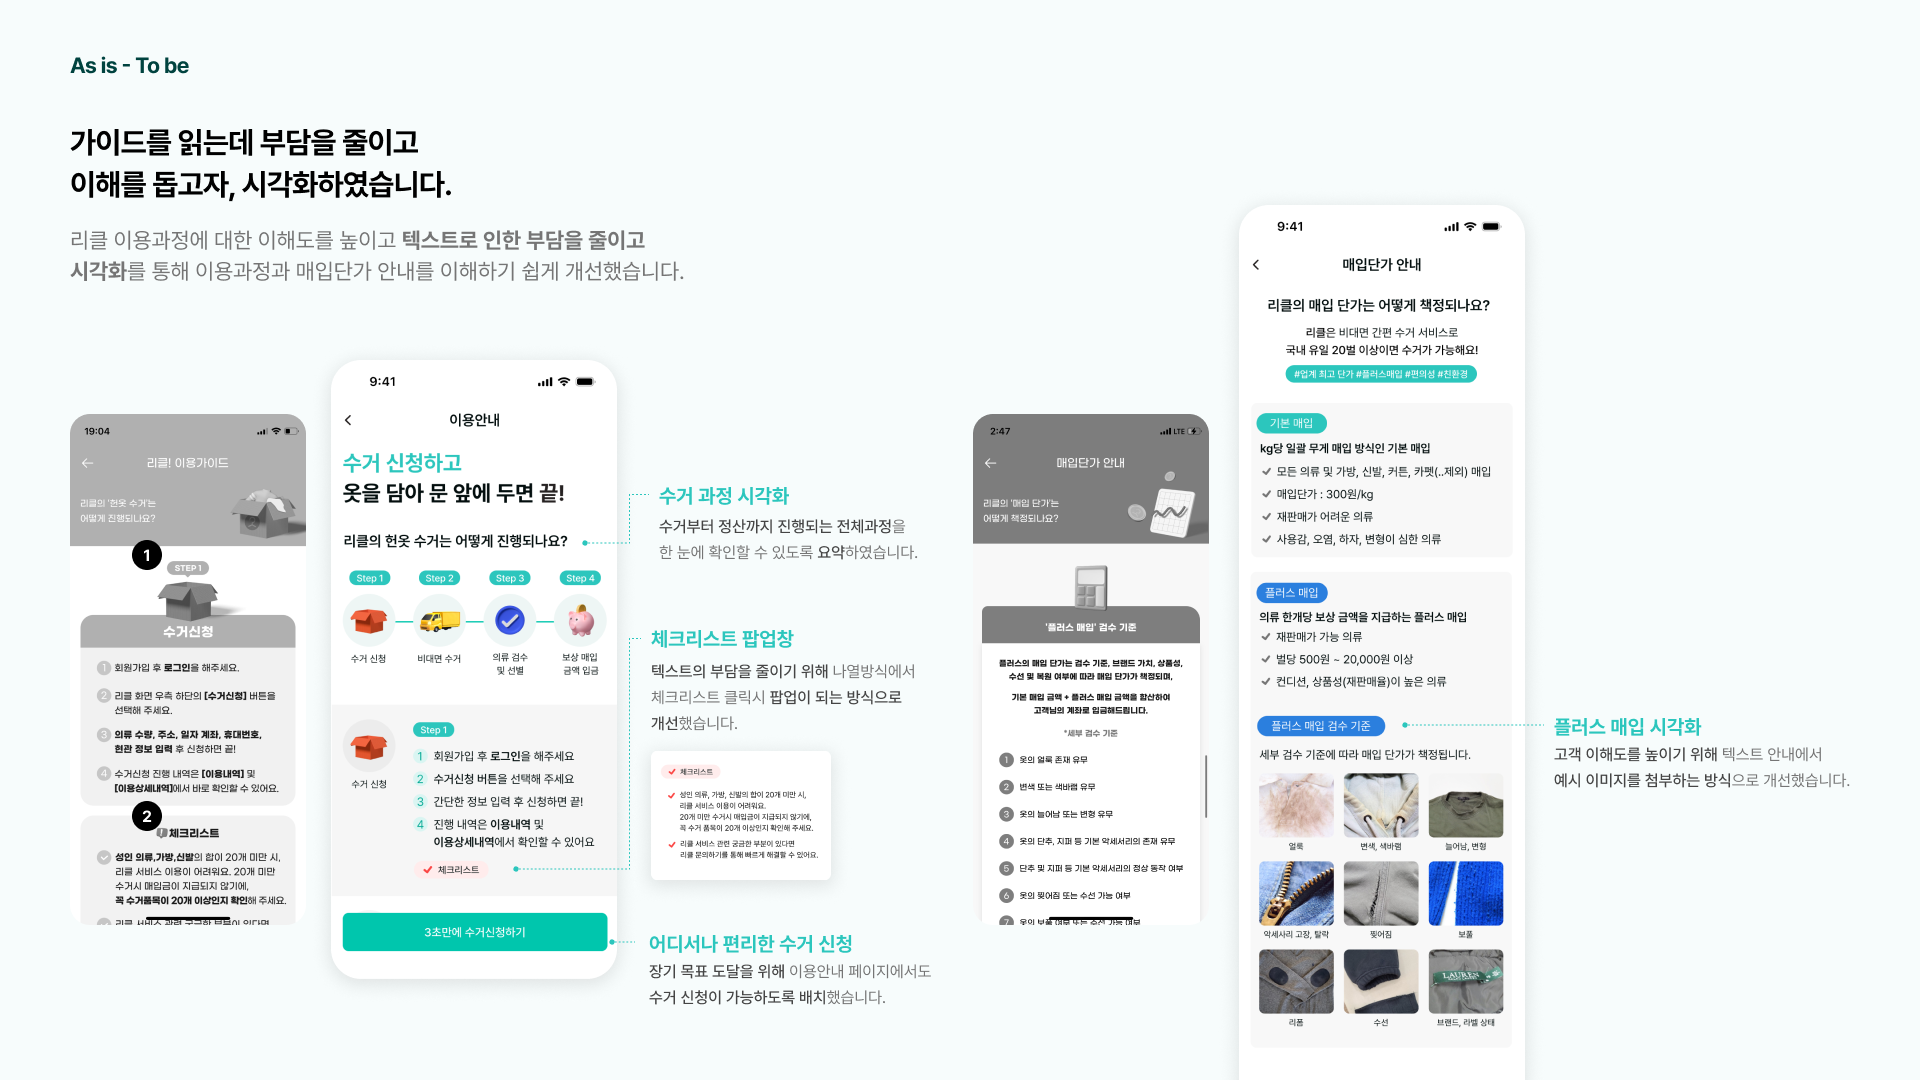 As is - To be
가이드를 읽는데 부담을 줄이고
이해를 돕고자, 시각화하였습니다.
리클 이용과정에 대한 이해도를 높이고 텍스트로 인한 부담을 줄이고
시각화를 통해 이용과정과 매입단가 안내를 이해하기 쉽게 개선했습니다.
19:04
리클! 이용가이드
리클의 '헌옷 수거'는
어떻게 진행되나요?
1
STEP 1
수거신청
1 회원가입 후 로그인을 해주세요.
2 리클 화면 우측 하단의 [수거신청] 버튼을
선택해 주세요.
3 의류 수량, 주소, 일자 계좌, 휴대번호,
현관 정보 입력 후 신청하면 끝!
4 수거신청 진행 내역은 [이용내역] 및
[이용상세내역]에서 바로 확인할 수 있어요.
2
체크리스트
성인 의류,가방,신발의 합이 20개 미만 시,
리클 서비스 이용이 어려워요. 20개 미만
수거시 매입금이 지급되지 않기에,
꼭 수거품목이 20개 이상인지 확인해 주세요.
리클 서비스 관련 궁금한 부분이 있다면
9:41
이용안내
수거 신청하고
옷을 담아 문 앞에 두면 끝!
리클의 헌옷 수거는 어떻게 진행되나요?
Step 1 Step 2 Step 3 Step 4
수거 신청 비대면 수거 의류 검수 보상 매입
및 선별 금액 입금
Step 1
1 회원가입 후 로그인을 해주세요
2 수거신청 버튼을 선택해 주세요
수거 신청
3 간단한 정보 입력 후 신청하면 끝!
4 진행 내역은 이용내역 및
이용상세내역에서 확인할 수 있어요
체크리스트
3초만에 수거신청하기
수거 과정 시각화
수거부터 정산까지 진행되는 전체과정을
한 눈에 확인할 수 있도록 요약하였습니다.
체크리스트 팝업창
텍스트의 부담을 줄이기 위해 나열방식에서
체크리스트 클릭시 팝업이 되는 방식으로
개선했습니다.
체크리스트
성인 의류, 가방, 신발의 합이 20개 미만 시,
리클 서비스 이용이 어려워요.
20개 미만 수거시 매입금이 지급되지 않기에,
꼭 수거 품목이 20개 이상인지 확인해 주세요.
리클 서비스 관련 궁금한 부분이 있다면
리클 문의하기를 통해 빠르게 해결할 수 있어요.
어디서나 편리한 수거 신청
장기 목표 도달을 위해 이용안내 페이지에서도
수거 신청이 가능하도록 배치했습니다.
2:47
LTE
매입단가 안내
리클의 '매입 단가'는
어떻게 책정되나요?
'플러스 매입' 검수 기준
플러스의 매입 단가는 검수 기준, 브랜드 가치, 상품성,
수선 및 복원 여부에 따라 매입 단가가 책정되며,
기본 매입 금액 + 플러스 매입 금액을 합산하여
고객님의 계좌로 입금해드립니다.
*세부 검수 기준
1 옷의 얼룩 존재 유무
2 변색 또는 색바램 유무
3 옷의 늘어남 또는 변형 유무
4 옷의 단추, 지퍼 등 기본 악세서리의 존재 유무
5 단추 및 지퍼 등 기본 악세서리의 정상 동작 여부
6 옷의 찢어짐 또는 수선 가능 여부
7 옷의 보풀 여부 또는 수선 가능 여부
9:41
매입단가 안내
리클의 매입 단가는 어떻게 책정되나요?
리클은 비대면 간편 수거 서비스로
국내 유일 20벌 이상이면 수거가 가능해요!
#업계 최고 단가 #플러스매입 #편의성 #친환경
기본 매입
kg당 일괄 무게 매입 방식인 기본 매입
모든 의류 및 가방, 신발, 커튼, 카펫(..제외) 매입
매입단가 : 300원/kg
재판매가 어려운 의류
사용감, 오염, 하자, 변형이 심한 의류
플러스 매입
의류 한개당 보상 금액을 지급하는 플러스 매입
재판매가 가능 의류
벌당 500원 ~ 20,000원 이상
컨디션, 상품성(재판매율)이 높은 의류
플러스 매입 검수 기준
세부 검수 기준에 따라 매입 단가가 책정됩니다.
얼룩 변색, 색바램 늘어남, 변형
악세사리 고장, 탈락 찢어짐 보풀
LAUREN
리폼 수선 브랜드, 라벨 상태
플러스 매입 시각화
고객 이해도를 높이기 위해 텍스트 안내에서
예시 이미지를 첨부하는 방식으로 개선했습니다.